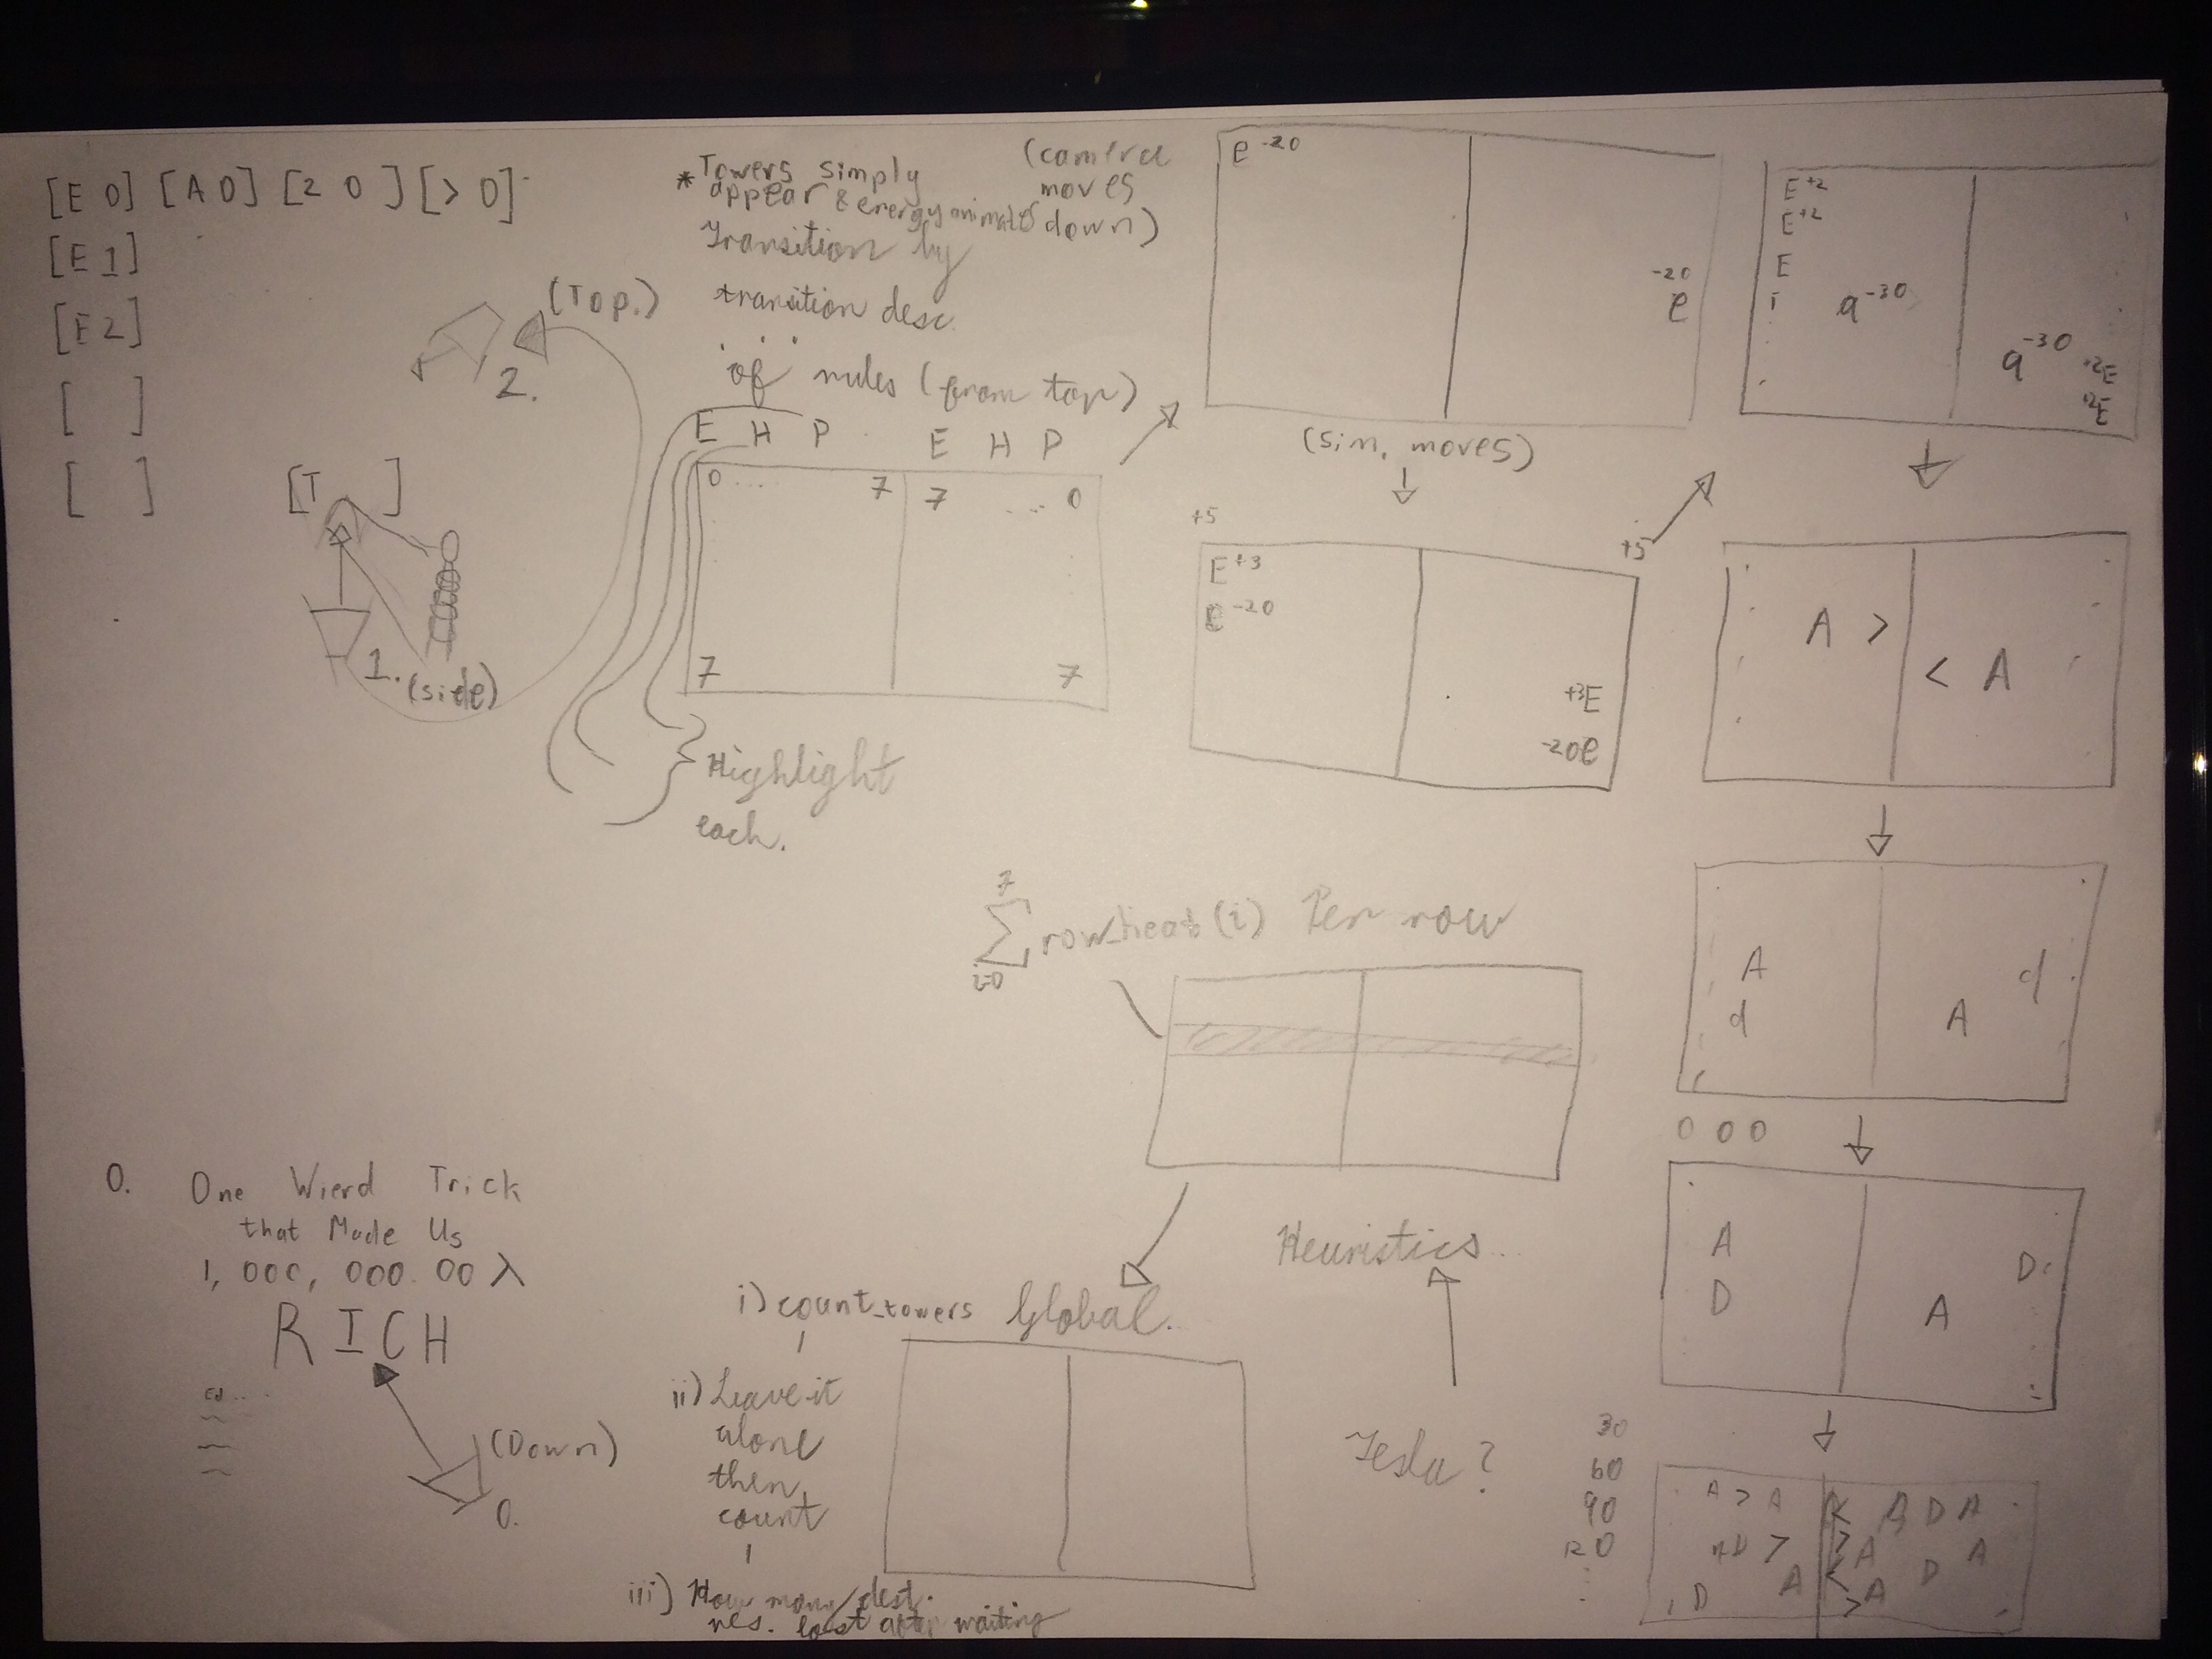 [E 0] [A 0] [2 0 ] [> 0]
[E 1]
[E 2]
[ ]
[ ]
[T ]
1. (side)
2. (Top.)
* Towers simply
appear & energy animates
(camera
moves
down)
Transition by
transition desc.
of rules (from top)
E H P E H P
0 ... 7 7 ... 0
7 7
Highlight
each.
e -20
-20
e
(sim. moves)
+5 +5
E +3
e -20
+3E
-20e
E +2
E +2
E
a -30
a -30
+2E
+2E
A >
< A
A d
d A
0 0 0
A
D D
A
30
60
90
A > A < A D A
D > > A A
D A < A D
>
7
∑ row_heat(i) Per row
i=0
Heuristics...
Tesla?
i) count_towers Global.
ii) Leave it
alone
then
count
iii) How many dest.
res. lost after waiting
0. One Wierd Trick
that Made Us
1,000,000.00 λ
RICH
(Down)
0.